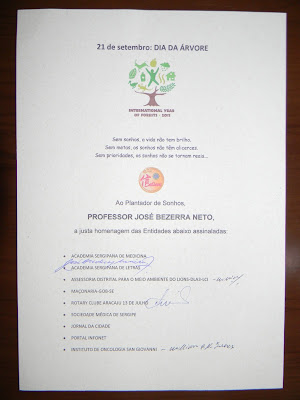 21 de setembro: DIA DA ÁRVORE
INTERNATIONAL YEAR
OF FORESTS • 2011
Sem sonhos, a vida não tem brilho.
Sem metas, os sonhos não têm alicerces.
Sem prioridades, os sonhos não se tornam reais...
Ao Plantador de Sonhos,
PROFESSOR JOSÉ BEZERRA NETO,
a justa homenagem das Entidades abaixo assinaladas:
• ACADEMIA SERGIPANA DE MEDICINA
• ACADEMIA SERGIPANA DE LETRAS
• ASSESSORIA DISTRITAL PARA O MEIO AMBIENTE DO LIONS-DLA3-LCI
• MAÇONARIA-GOB-SE
• ROTARY CLUBE ARACAJU 13 DE JULHO
• SOCIEDADE MÉDICA DE SERGIPE
• JORNAL DA CIDADE
• PORTAL INFONET
• INSTITUTO DE ONCOLOGIA SAN GIOVANNI